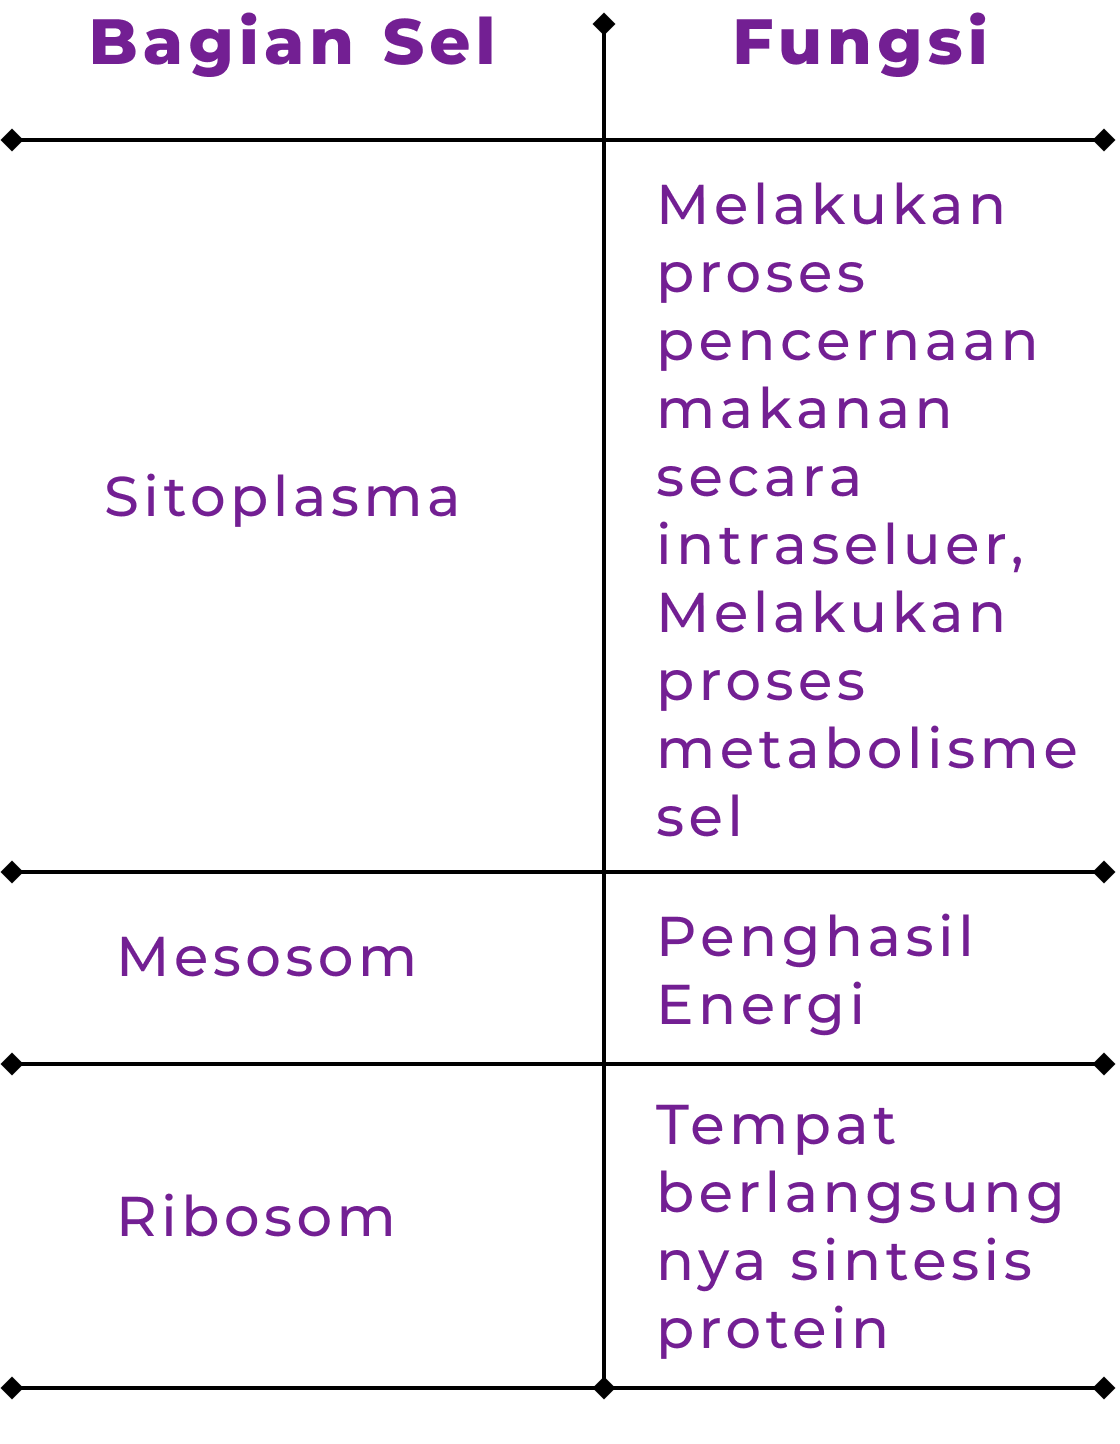 Bagian Sel
Fungsi
Sitoplasma
Melakukan
proses
pencernaan
makanan
secara
intraseluer,
Melakukan
proses
metabolisme
sel
Mesosom
Penghasil
Energi
Ribosom
Tempat
berlangsung
nya sintesis
protein